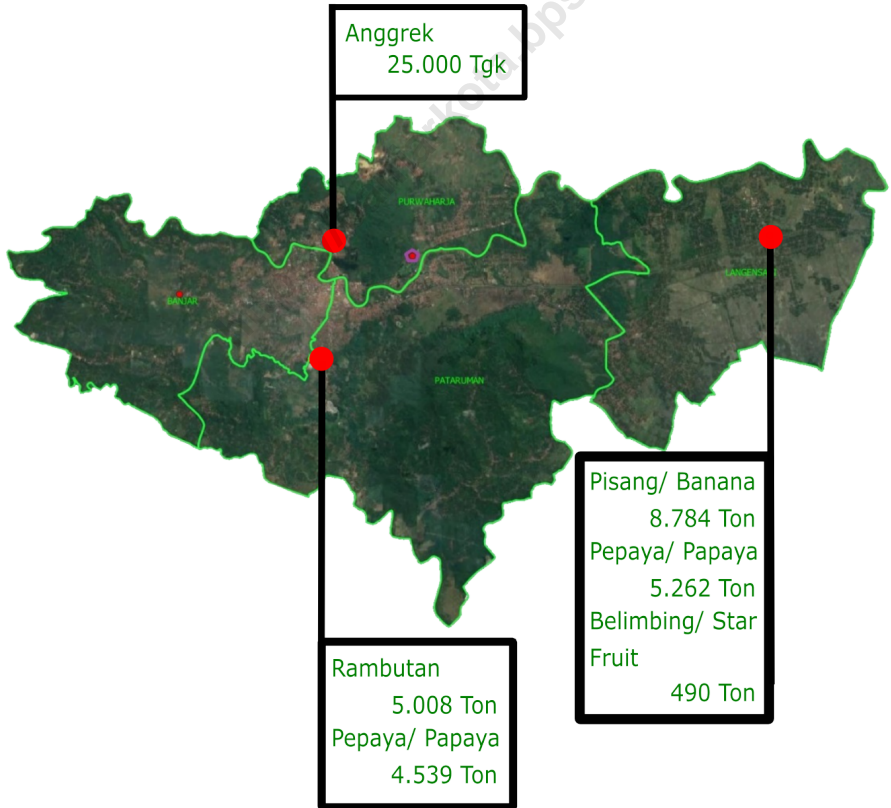 Anggrek
25.000 Tgk
PURWAHARJA
BANJAR
PATARUMAN
Pisang/ Banana
8.784 Ton
Pepaya/ Papaya
5.262 Ton
Belimbing/ Star
Fruit
490 Ton
Rambutan
5.008 Ton
Pepaya/ Papaya
4.539 Ton